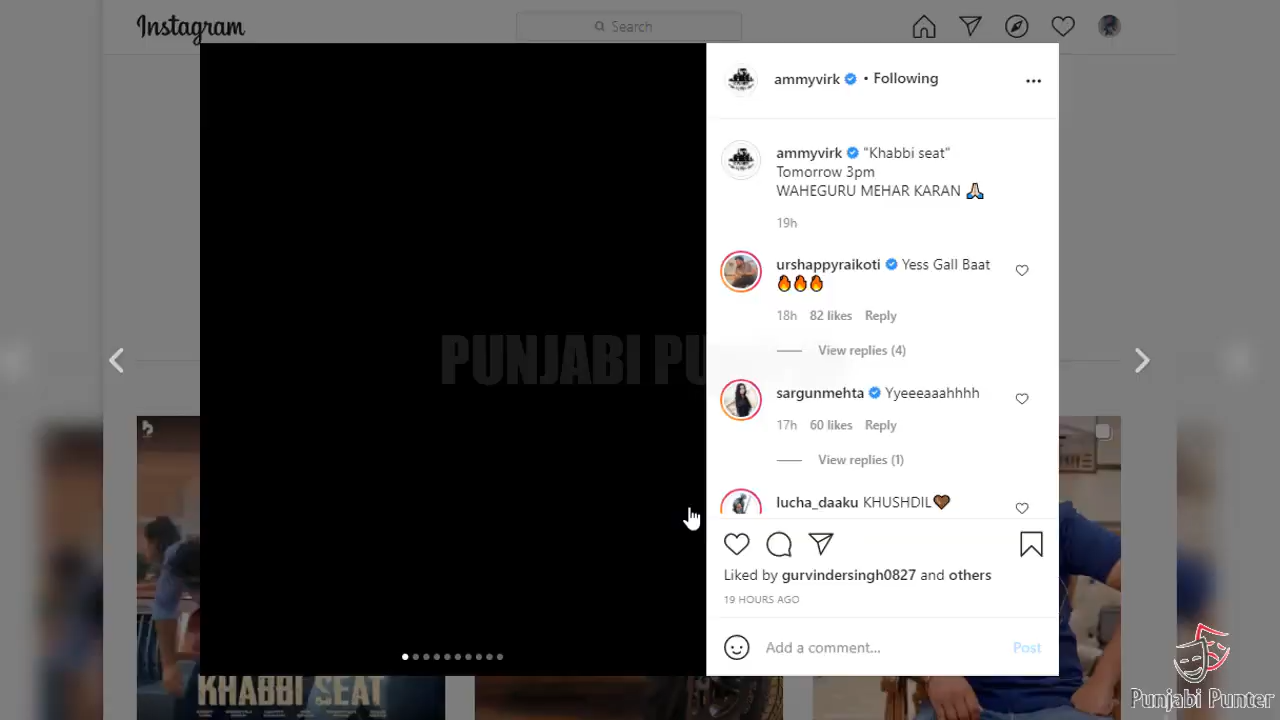 Instagram
Search
ammyvirk • Following
ammyvirk "Khabbi seat"
Tomorrow 3pm
WAHEGURU MEHAR KARAN 🙏🏻
19h
urshappyraikoti Yess Gall Baat
🔥🔥🔥
18h 82 likes Reply
View replies (4)
PUNJABI PU
sargunmehta Yyeeeaaahhhh
17h 60 likes Reply
View replies (1)
lucha_daaku KHUSHDIL🤎
Liked by gurvindersingh0827 and others
19 HOURS AGO
Add a comment... Post
KHABBI SEAT
Punjabi Punter